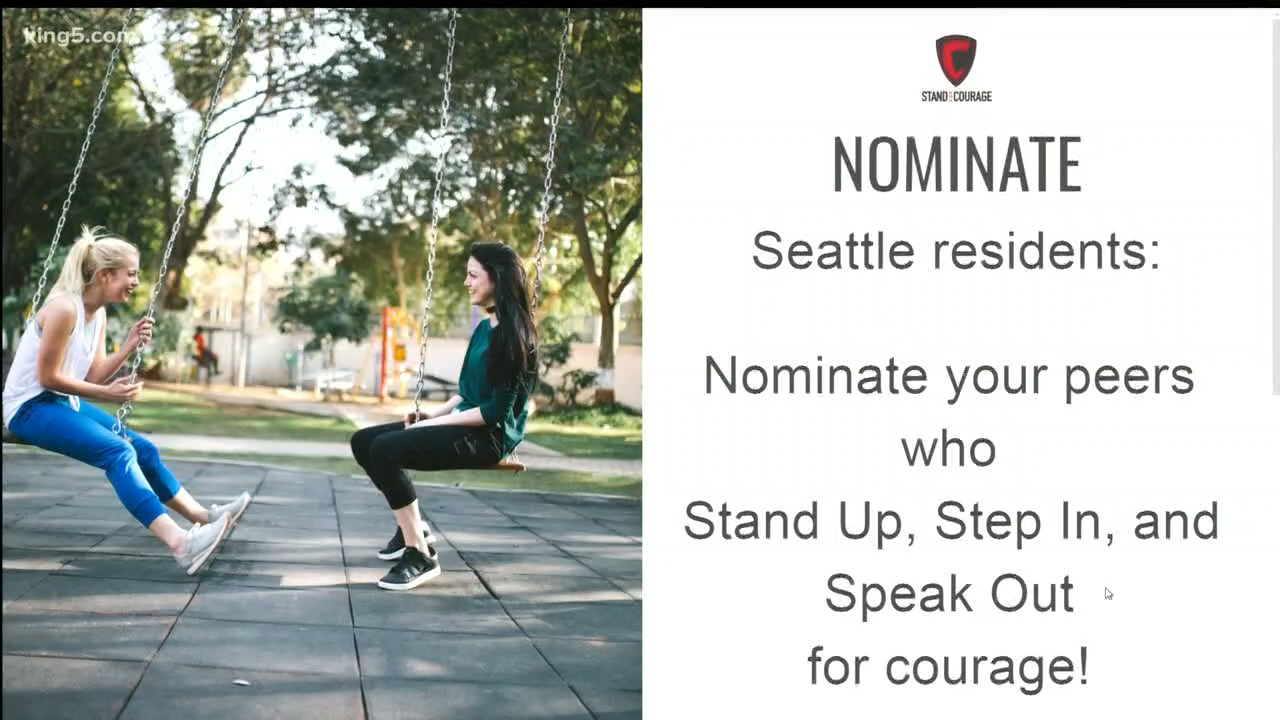 king5.com
STAND FOR COURAGE
NOMINATE
Seattle residents:
Nominate your peers
who
Stand Up, Step In, and
Speak Out
for courage!